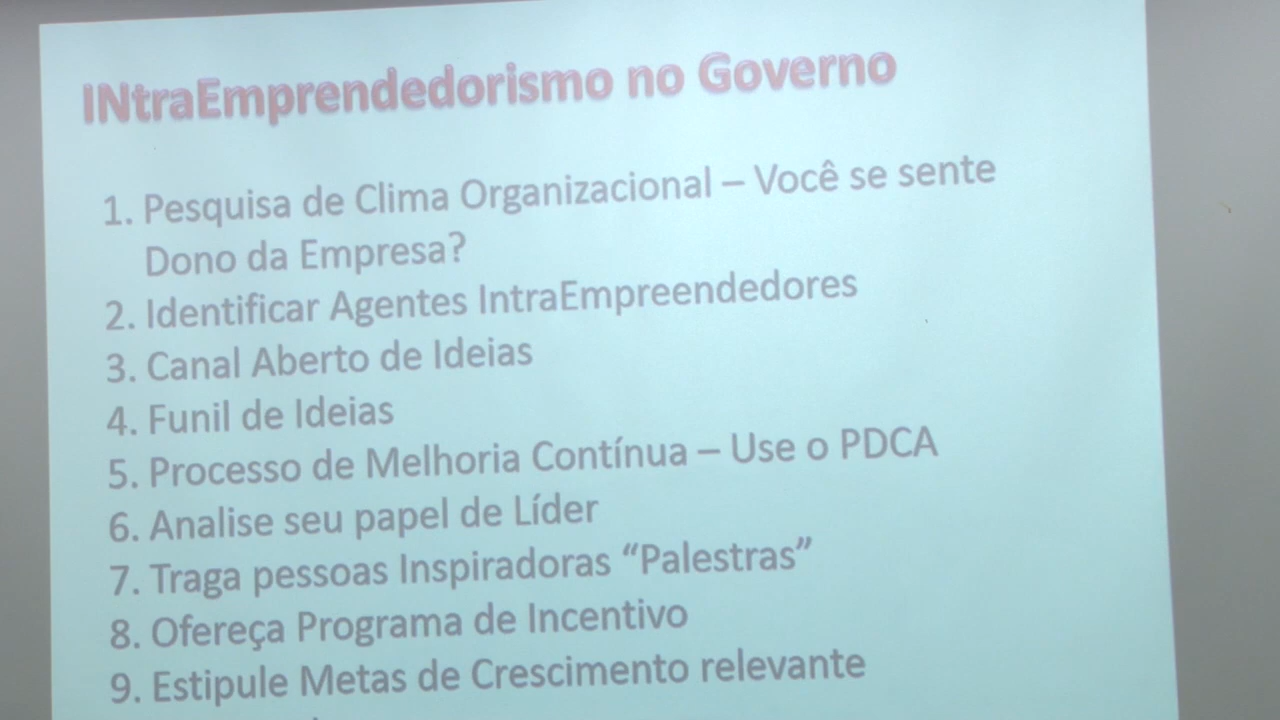 INtraEmprendedorismo no Governo
1. Pesquisa de Clima Organizacional – Você se sente
Dono da Empresa?
2. Identificar Agentes IntraEmpreendedores
3. Canal Aberto de Ideias
4. Funil de Ideias
5. Processo de Melhoria Contínua – Use o PDCA
6. Analise seu papel de Líder
7. Traga pessoas Inspiradoras “Palestras”
8. Ofereça Programa de Incentivo
9. Estipule Metas de Crescimento relevante